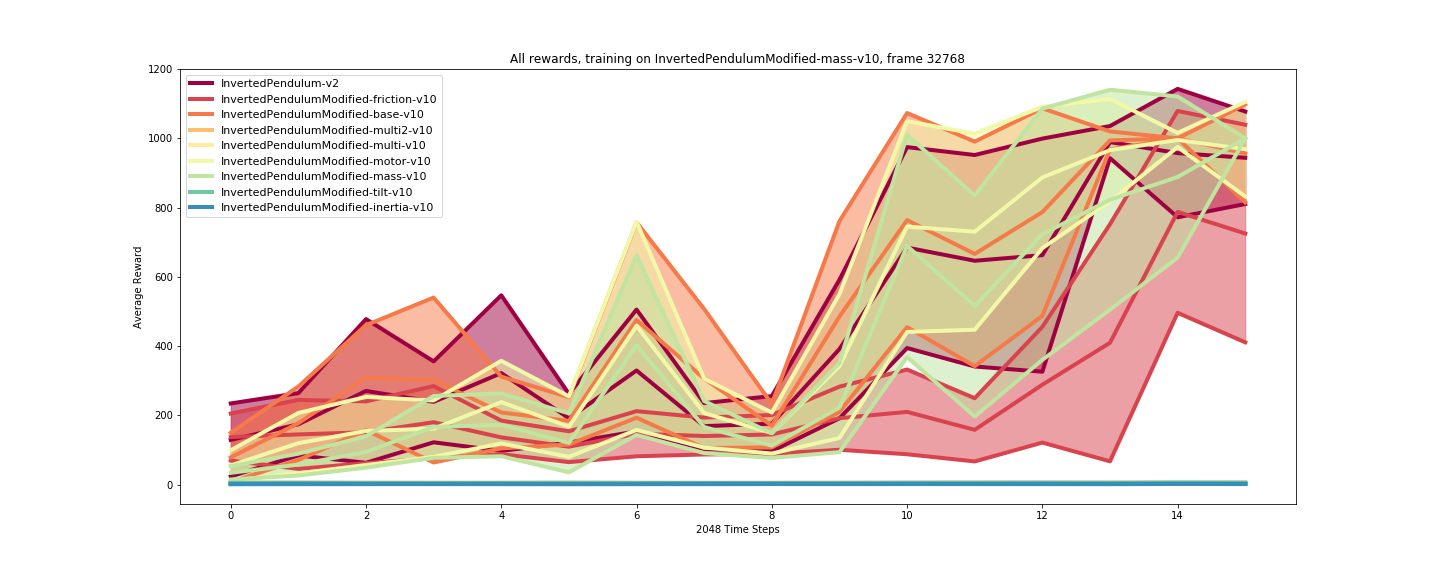 All rewards, training on InvertedPendulumModified-mass-v10, frame 32768
InvertedPendulum-v2
InvertedPendulumModified-friction-v10
InvertedPendulumModified-base-v10
InvertedPendulumModified-multi2-v10
InvertedPendulumModified-multi-v10
InvertedPendulumModified-motor-v10
InvertedPendulumModified-mass-v10
InvertedPendulumModified-tilt-v10
InvertedPendulumModified-inertia-v10
Average Reward
1200
1000
800
600
400
200
0
0 2 4 6 8 10 12 14
2048 Time Steps